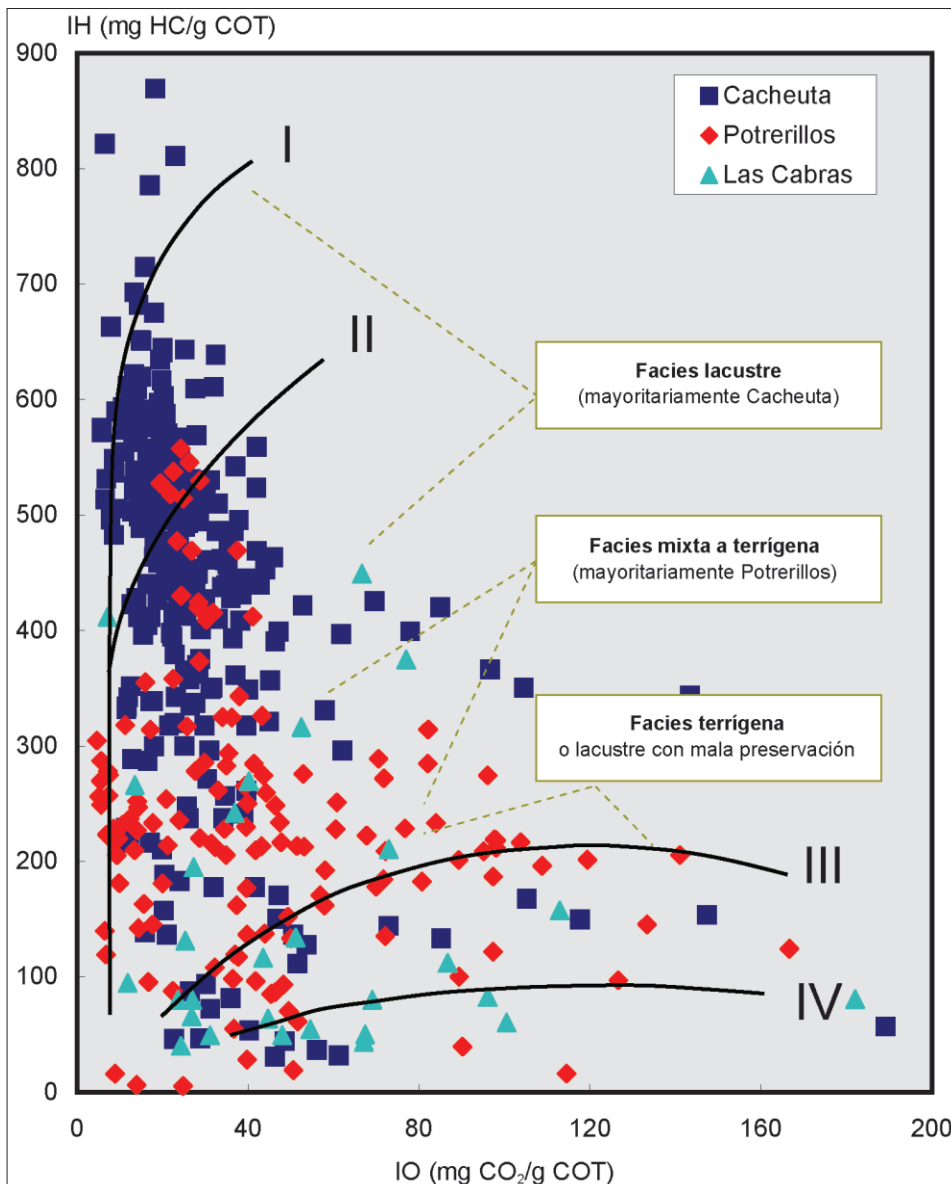 IH (mg HC/g COT)
900
800
700
600
500
400
300
200
100
0
Cacheuta
Potrerillos
Las Cabras
I
II
Facies lacustre
(mayoritariamente Cacheuta)
Facies mixta a terrígena
(mayoritariamente Potrerillos)
Facies terrígena
o lacustre con mala preservación
III
IV
0 40 80 120 160 200
IO (mg CO₂/g COT)